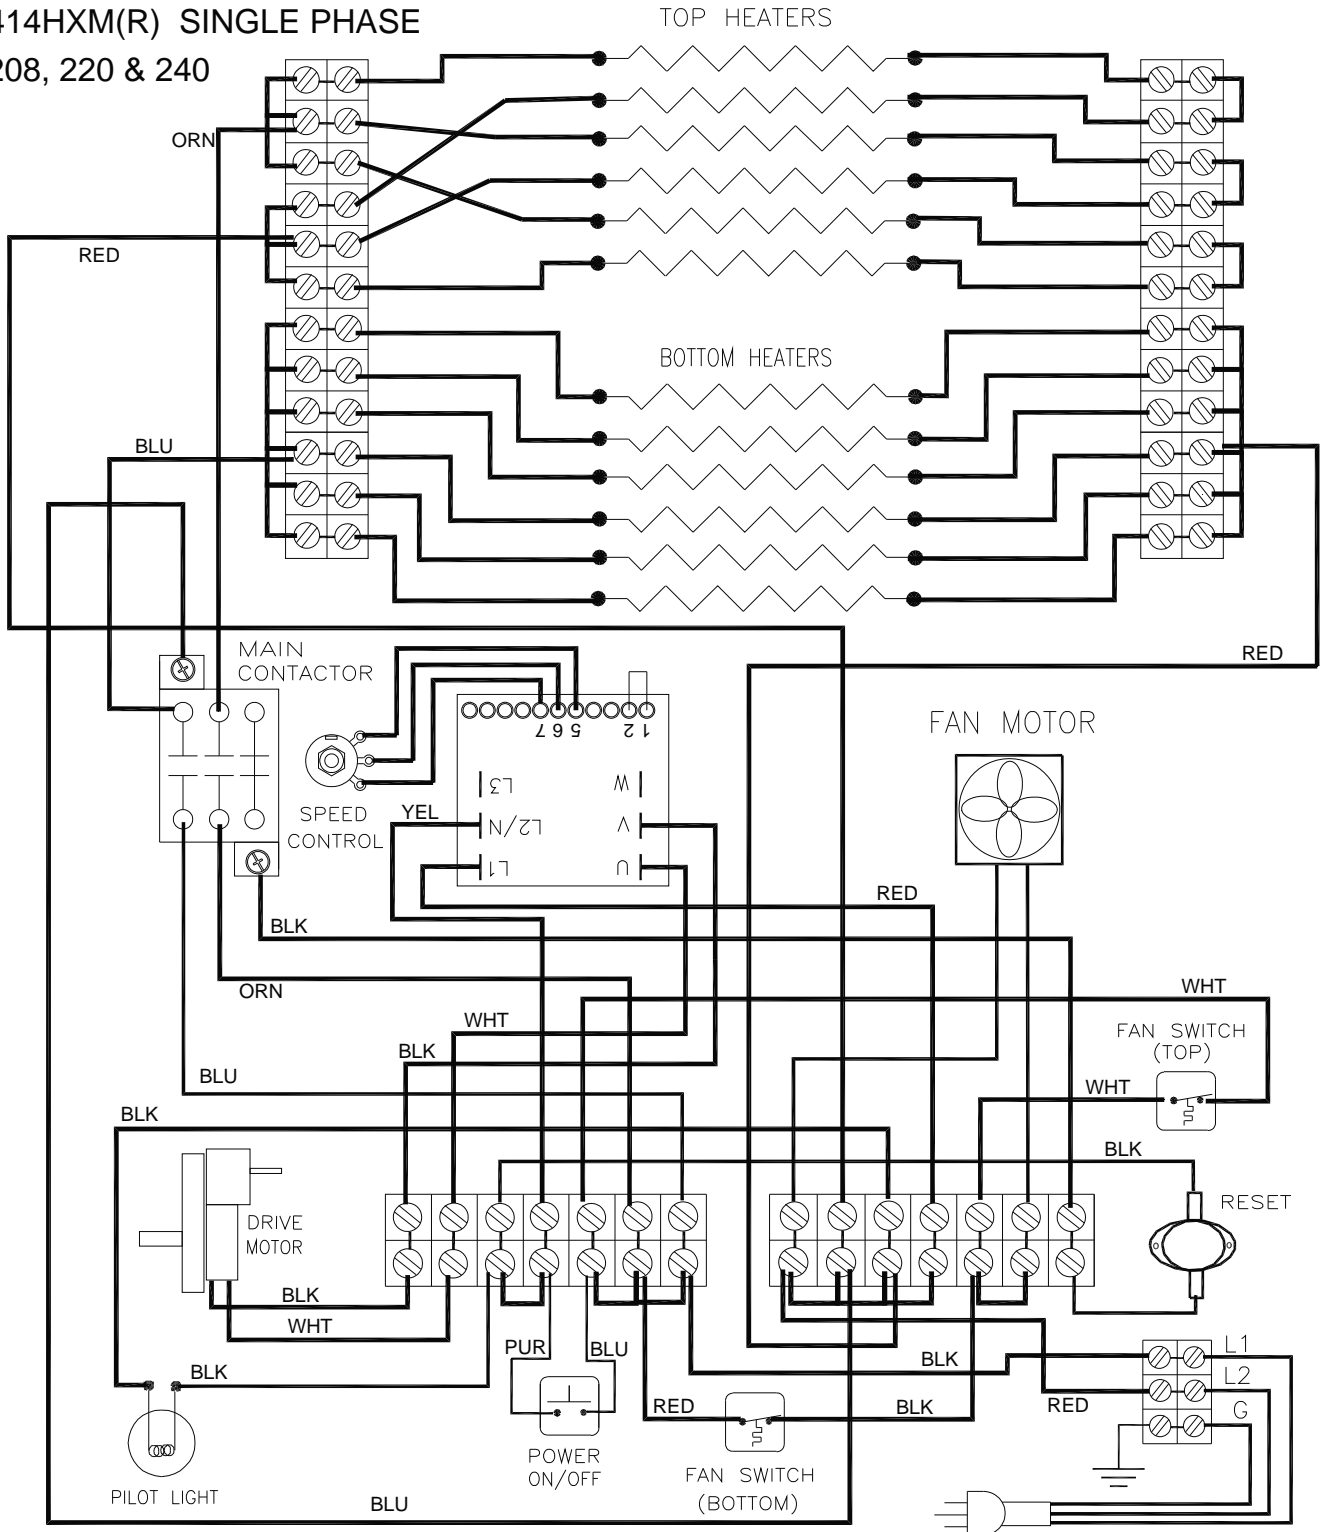 414HXM(R) SINGLE PHASE
208, 220 & 240
TOP HEATERS
ORN
RED
BOTTOM HEATERS
BLU
RED
MAIN
CONTACTOR
7 6 5 2 1
FAN MOTOR
L3 W
SPEED
CONTROL
YEL
L2/N V
L1 U
RED
BLK
ORN
WHT
WHT
FAN SWITCH
(TOP)
BLK
BLU
WHT
BLK
BLK
RESET
DRIVE
MOTOR
BLK
WHT
PUR
BLU
BLK
L1
BLK
L2
RED
BLK
RED
G
POWER
ON/OFF
FAN SWITCH
(BOTTOM)
PILOT LIGHT
BLU